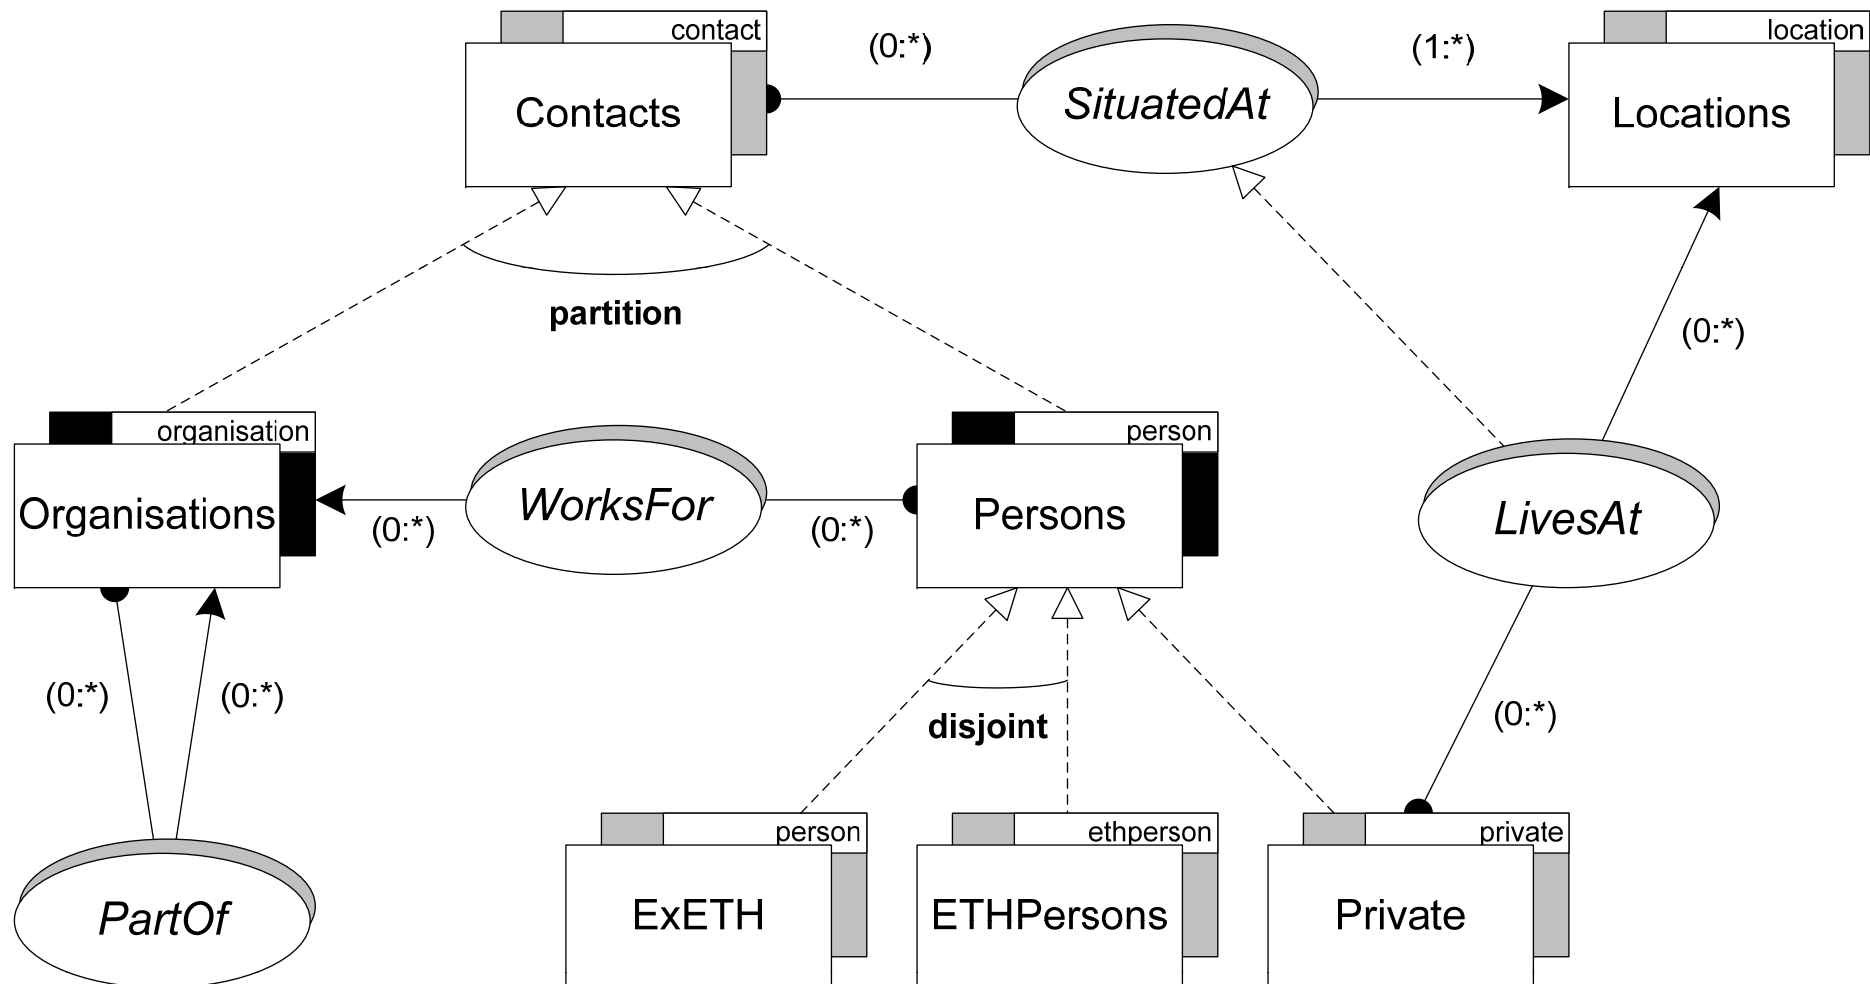 contact
(0:*)
(1:*)
location
Contacts
SituatedAt
Locations
partition
(0:*)
organisation
person
Organisations
(0:*)
WorksFor
(0:*)
Persons
LivesAt
(0:*)
(0:*)
disjoint
(0:*)
person
ethperson
private
PartOf
ExETH
ETHPersons
Private